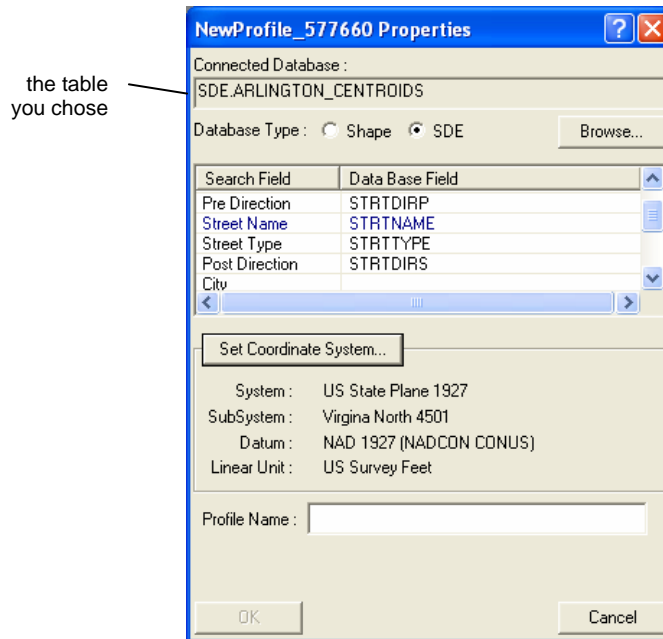 NewProfile_577660 Properties
the table
you chose
Connected Database :
SDE.ARLINGTON_CENTROIDS
Database Type : Shape SDE Browse...
Search Field Data Base Field
Pre Direction STRTDIRP
Street Name STRTNAME
Street Type STRTTYPE
Post Direction STRTDIRS
City
Set Coordinate System...
System : US State Plane 1927
SubSystem : Virgina North 4501
Datum : NAD 1927 (NADCON CONUS)
Linear Unit : US Survey Feet
Profile Name :
OK Cancel